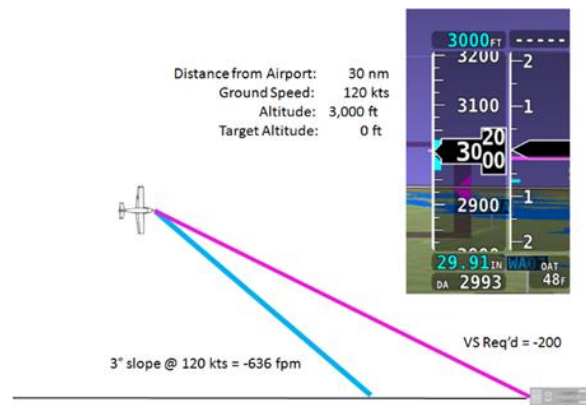 Distance from Airport: 30 nm
Ground Speed: 120 kts
Altitude: 3,000 ft
Target Altitude: 0 ft
3000FT -----
3200 2
3100 1
20
30
00
2900 1
2
29.91IN OAT
DA 2993 48F
VS Req'd = -200
3° slope @ 120 kts = -636 fpm